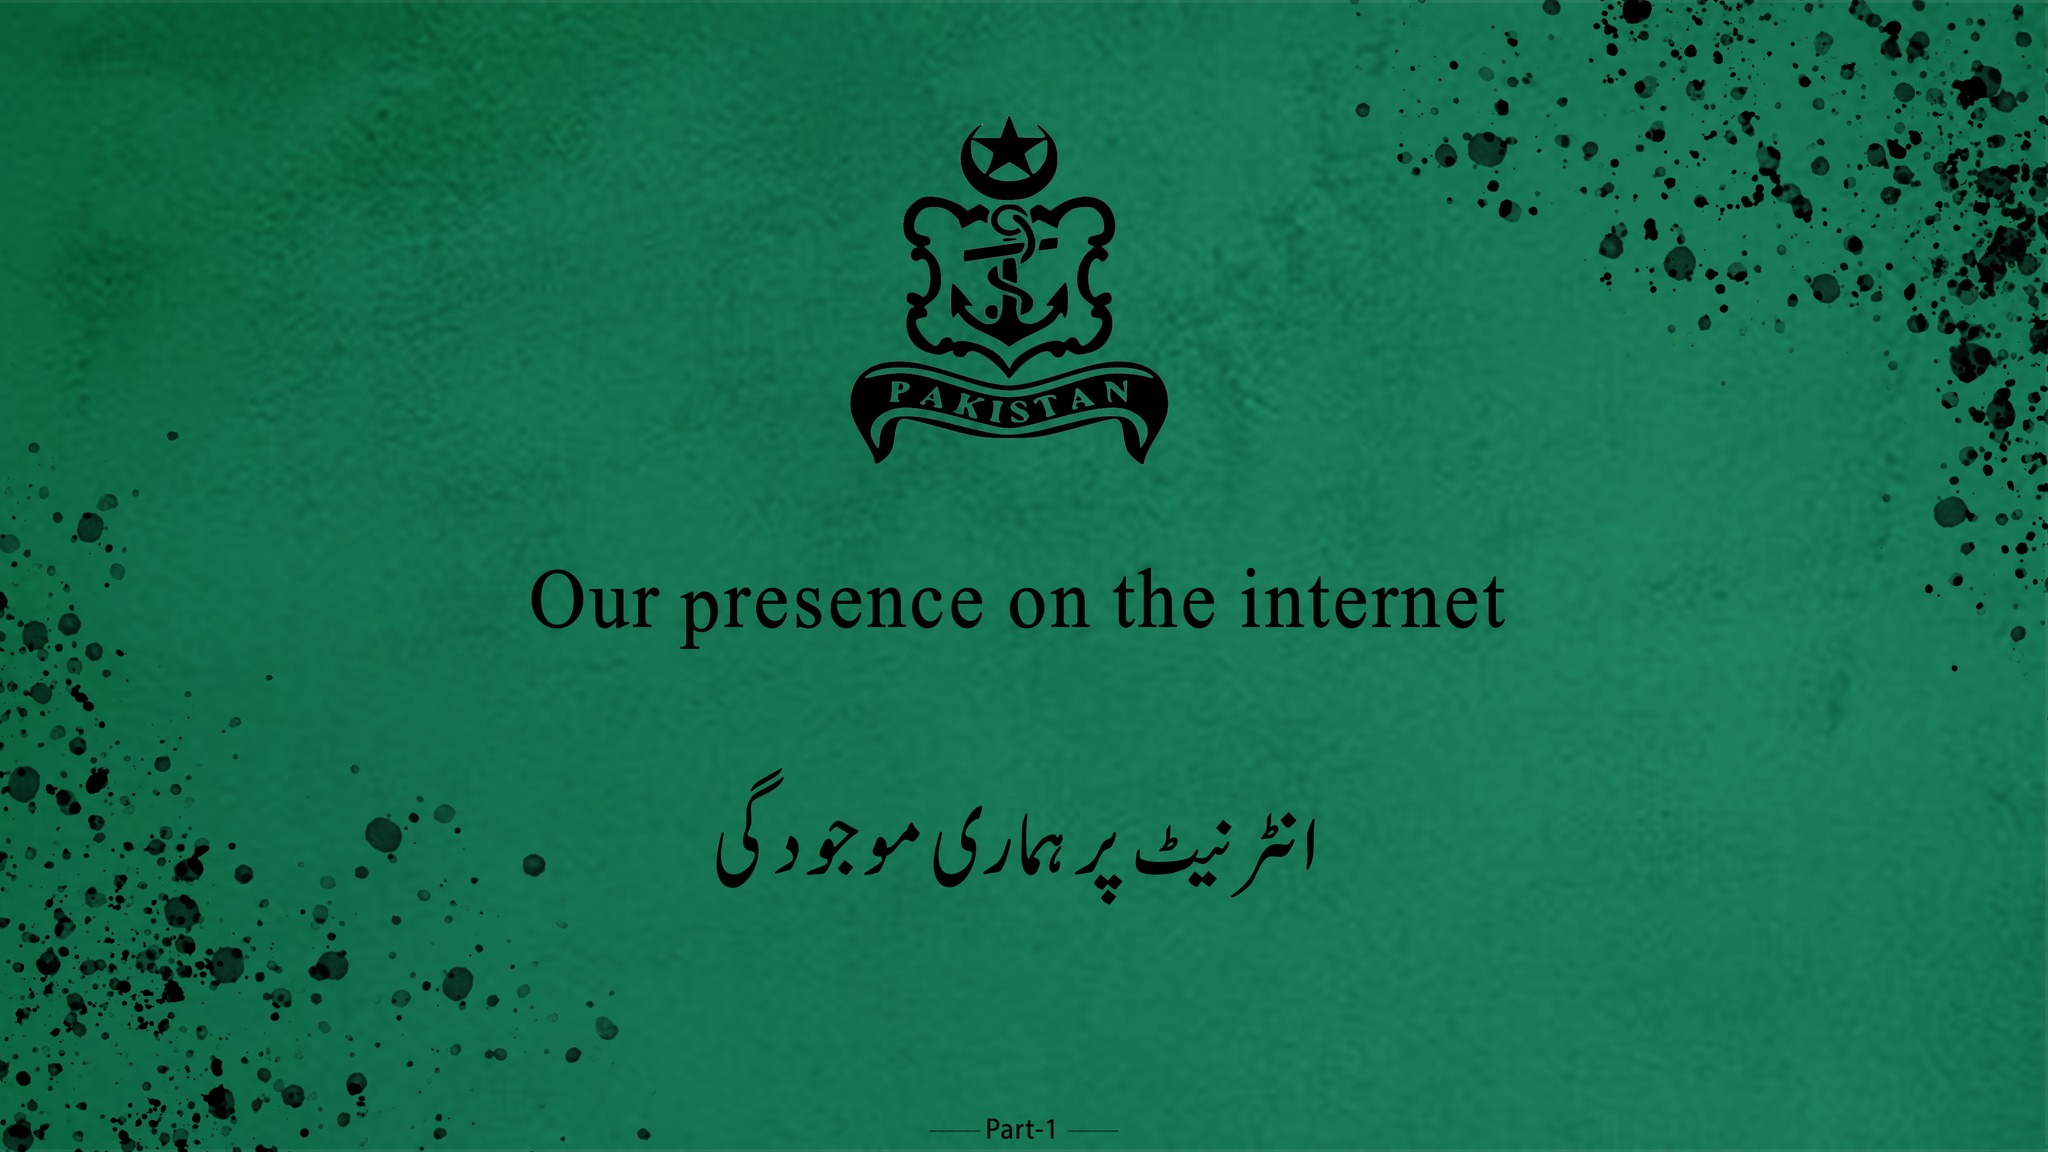 PAKISTAN
Our presence on the internet
انٹرنیٹ پر ہماری موجودگی
Part-1